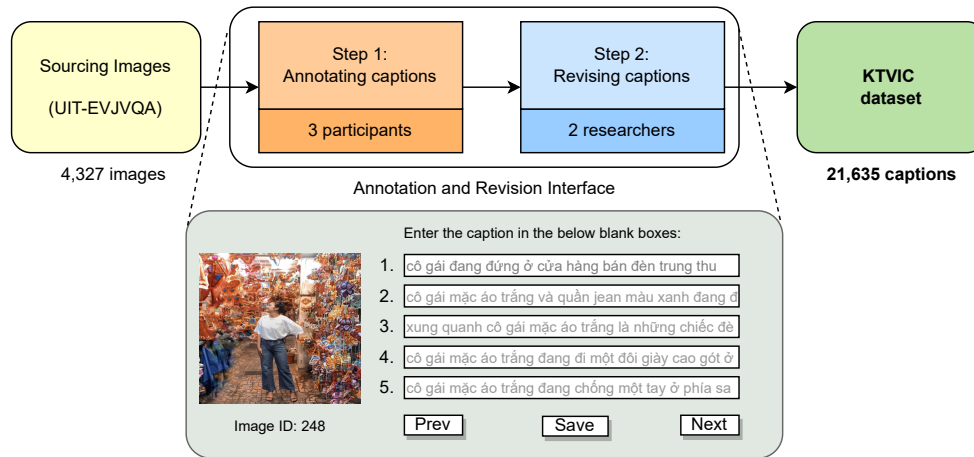 Sourcing Images
(UIT-EVJVQA)
4,327 images
Step 1:
Annotating captions
3 participants
Step 2:
Revising captions
2 researchers
KTVIC
dataset
21,635 captions
Annotation and Revision Interface
Enter the caption in the below blank boxes:
1. cô gái đang đứng ở cửa hàng bán đèn trung thu
2. cô gái mặc áo trắng và quần jean màu xanh đang đ
3. xung quanh cô gái mặc áo trắng là những chiếc đè
4. cô gái mặc áo trắng đang đi một đôi giày cao gót ở
5. cô gái mặc áo trắng đang chống một tay ở phía sa
Image ID: 248
Prev
Save
Next